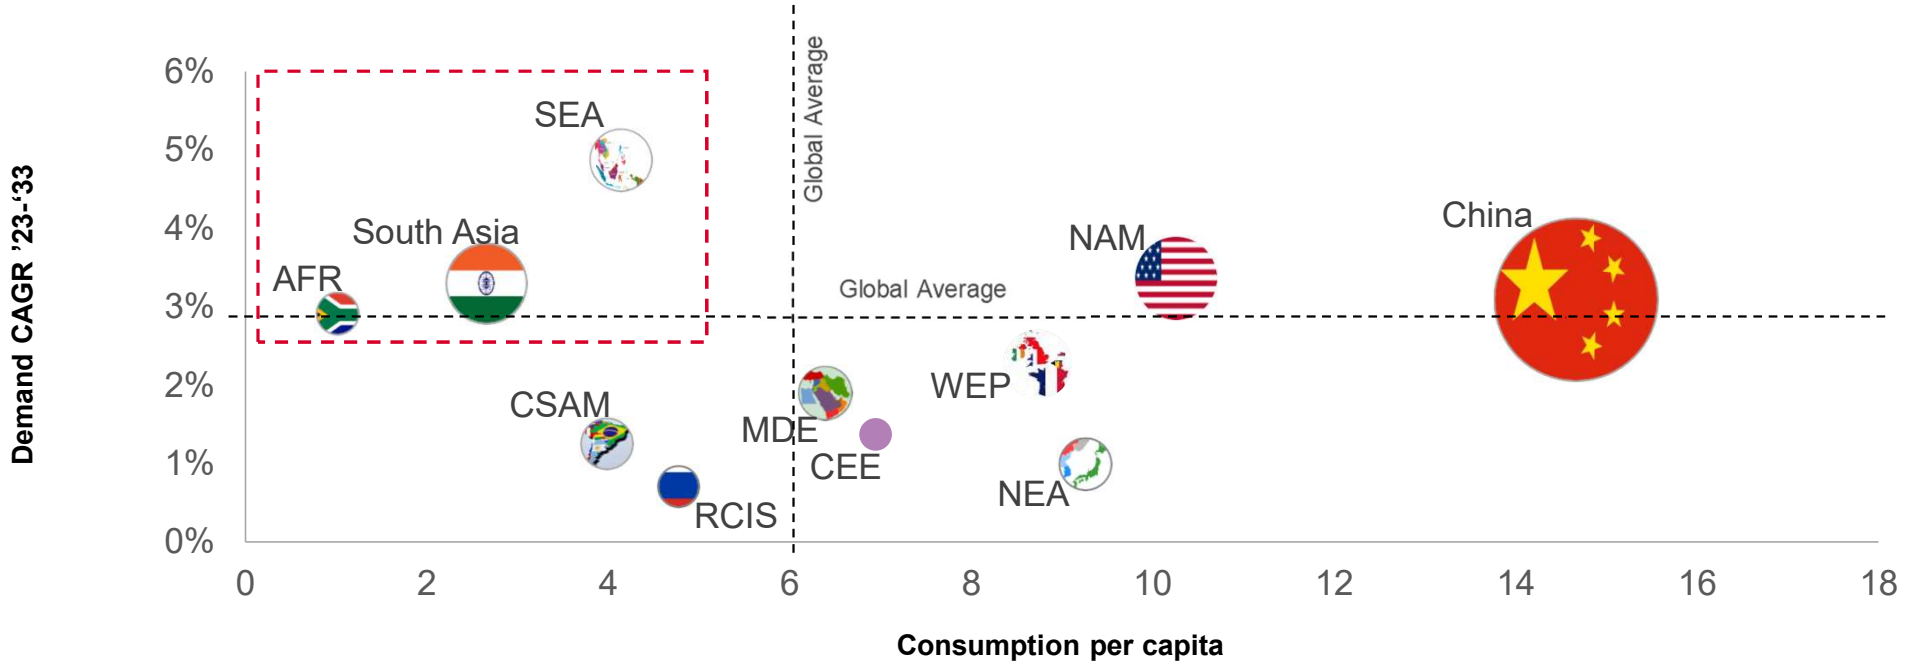 Demand CAGR ’23-‘33
6%
5%
4%
3%
2%
1%
0%
Global Average
SEA
South Asia
AFR
Global Average
NAM
China
WEP
CSAM
MDE
CEE
NEA
RCIS
0 2 4 6 8 10 12 14 16 18
Consumption per capita